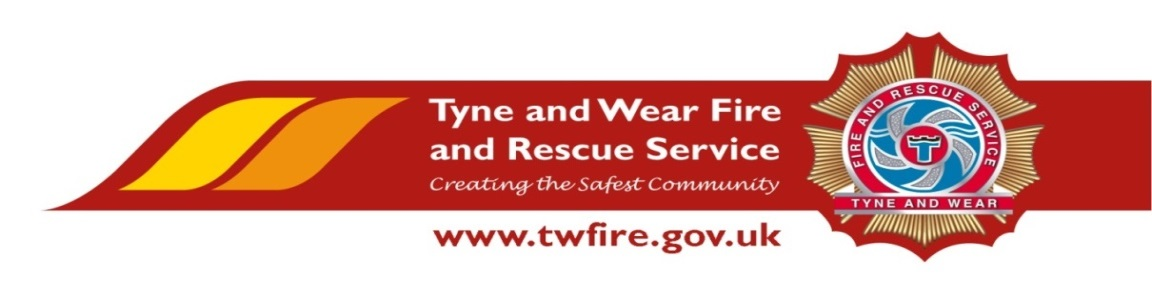 Tyne and Wear Fire
and Rescue Service
Creating the Safest Community
www.twfire.gov.uk
FIRE AND RESCUE SERVICE
T
TYNE AND WEAR